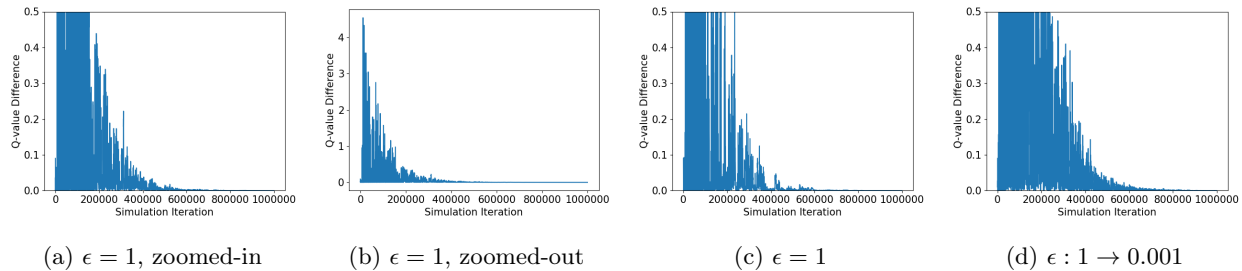 Q-value Difference
0.5
0.4
0.3
0.2
0.1
0.0
0 200000 400000 600000 800000 1000000
Simulation Iteration
(a) ϵ = 1, zoomed-in
Q-value Difference
4
3
2
1
0
0 200000 400000 600000 800000 1000000
Simulation Iteration
(b) ϵ = 1, zoomed-out
Q-value Difference
0.5
0.4
0.3
0.2
0.1
0.0
0 200000 400000 600000 800000 1000000
Simulation Iteration
(c) ϵ = 1
Q-value Difference
0.5
0.4
0.3
0.2
0.1
0.0
0 200000 400000 600000 800000 1000000
Simulation Iteration
(d) ϵ : 1 → 0.001